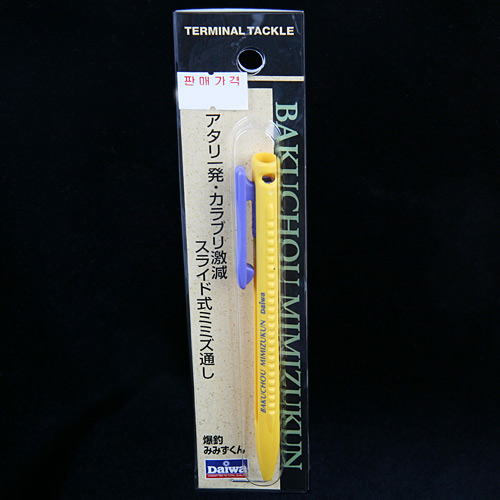 TERMINAL TACKLE
판매가격
BAKUCHOU MIMIZUKUN
アタリ一発・カラブリ激減
スライド式ミミズ通し
BAKUCHOU MIMIZUKUN Daiwa
爆釣
みみずくん
Daiwa